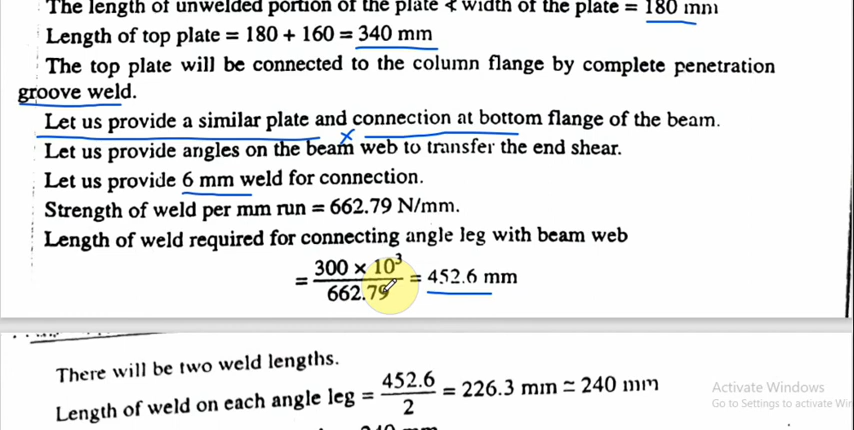 The length of unwelded portion of the plate ≮ width of the plate = 180 mm
Length of top plate = 180 + 160 = 340 mm
The top plate will be connected to the column flange by complete penetration
groove weld.
Let us provide a similar plate and connection at bottom flange of the beam.
Let us provide angles on the beam web to transfer the end shear.
Let us provide 6 mm weld for connection.
Strength of weld per mm run = 662.79 N/mm.
Length of weld required for connecting angle leg with beam web
= 300 × 10³ / 662.79 = 452.6 mm
There will be two weld lengths.
Length of weld on each angle leg = 452.6 / 2 = 226.3 mm ≃ 240 mm
Activate Windows
Go to Settings to activate Win